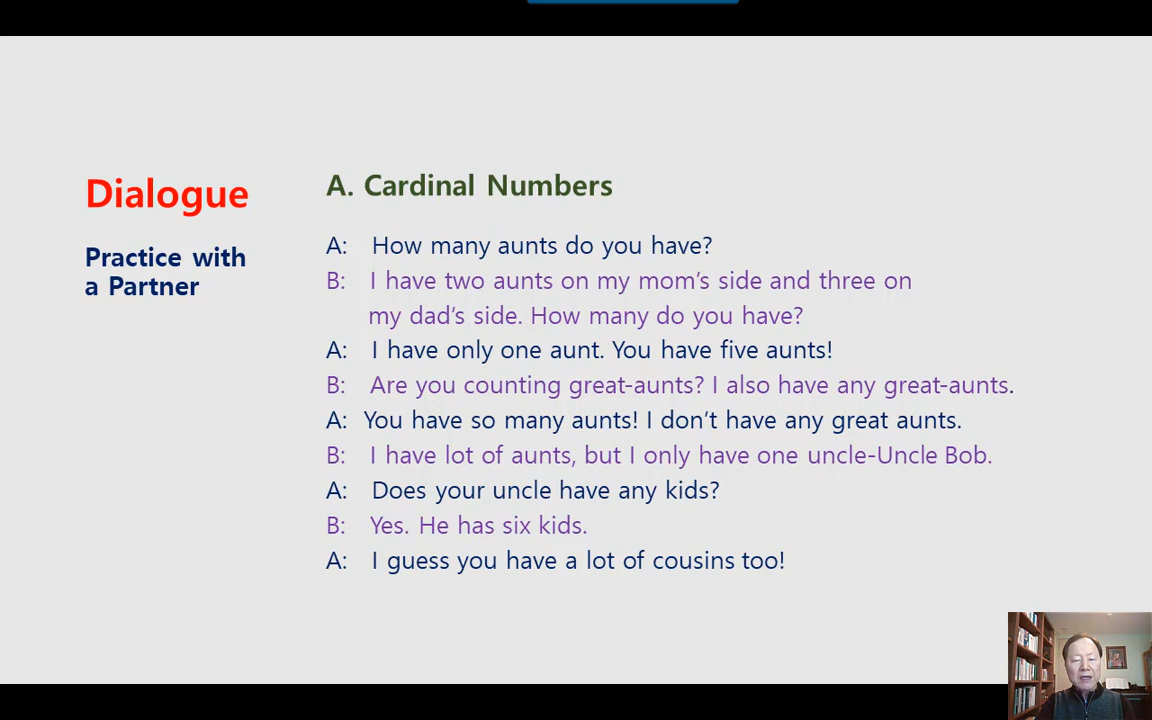 Dialogue
Practice with
a Partner
A. Cardinal Numbers
A: How many aunts do you have?
B: I have two aunts on my mom's side and three on
my dad's side. How many do you have?
A: I have only one aunt. You have five aunts!
B: Are you counting great-aunts? I also have any great-aunts.
A: You have so many aunts! I don't have any great aunts.
B: I have lot of aunts, but I only have one uncle-Uncle Bob.
A: Does your uncle have any kids?
B: Yes. He has six kids.
A: I guess you have a lot of cousins too!